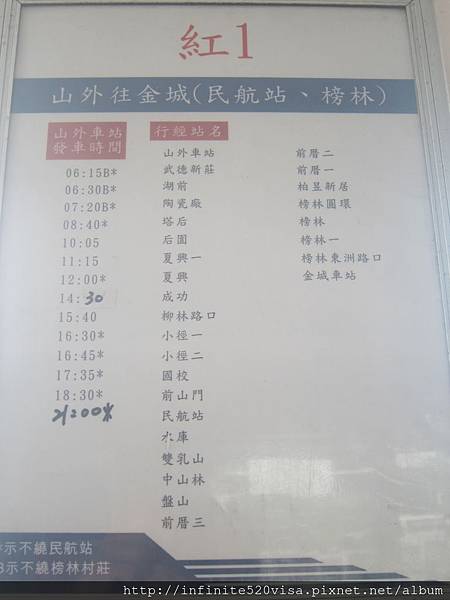 紅1
山外往金城(民航站、榜林)
山外車站
發車時間
06:15B*
06:30B*
07:20B*
08:40*
10:05
11:15
12:00*
14:30
15:40
16:30*
16:45*
17:35*
18:30*
21:00*
行經站名
山外車站
武德新莊
湖前
陶瓷廠
塔后
后園
夏興一
夏興
成功
柳林路口
小徑一
小徑二
國校
前山門
民航站
水庫
雙乳山
中山林
盤山
前厝三
前厝二
前厝一
柏昱新居
榜林圓環
榜林
榜林一
榜林東洲路口
金城車站
*示不繞民航站
B示不繞榜林村莊
http://infinite520visa.pixnet.net/album